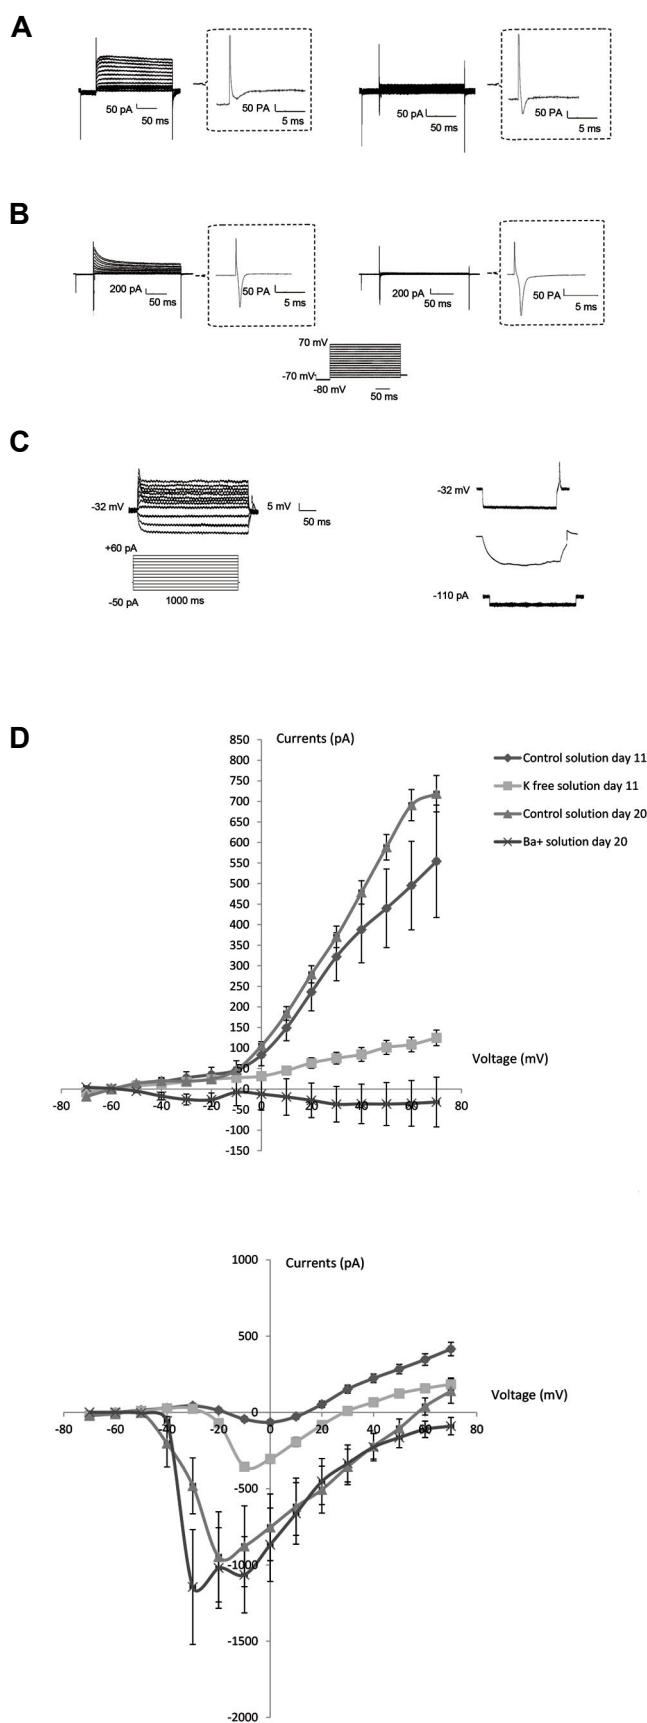 A
50 pA
50 ms
50 PA
5 ms
50 pA
50 ms
50 PA
5 ms
B
200 pA
50 ms
50 PA
5 ms
200 pA
50 ms
50 PA
5 ms
70 mV
-70 mV
-80 mV
50 ms
C
-32 mV
5 mV
50 ms
+60 pA
-50 pA
1000 ms
-32 mV
-110 pA
D
Currents (pA)
850
800
750
700
650
600
550
500
450
400
350
300
250
200
150
100
50
0
-50
-100
-150
-80
-60
-40
-20
0
20
40
60
80
Voltage (mV)
Control solution day 11
K free solution day 11
Control solution day 20
Ba+ solution day 20
Currents (pA)
1000
500
0
-500
-1000
-1500
-2000
-80
-60
-40
-20
0
20
40
60
80
Voltage (mV)